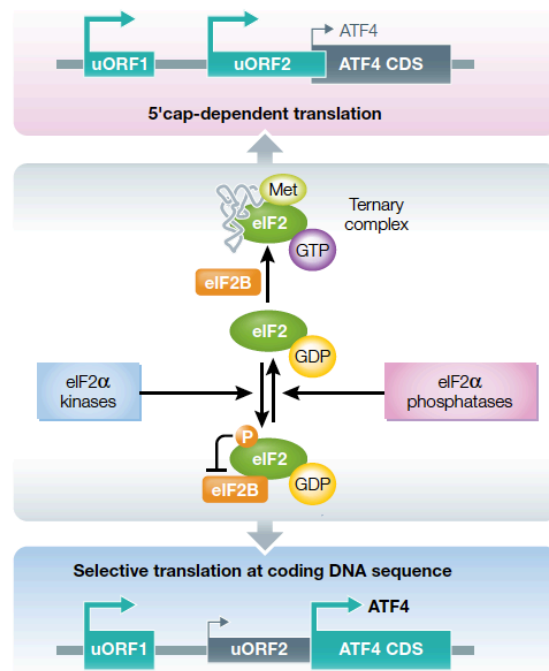 ATF4
uORF1
uORF2
ATF4 CDS
5'cap-dependent translation
Met
eIF2
GTP
Ternary
complex
eIF2B
eIF2
GDP
eIF2α
kinases
eIF2α
phosphatases
P
eIF2
eIF2B
GDP
Selective translation at coding DNA sequence
ATF4
uORF1
uORF2
ATF4 CDS